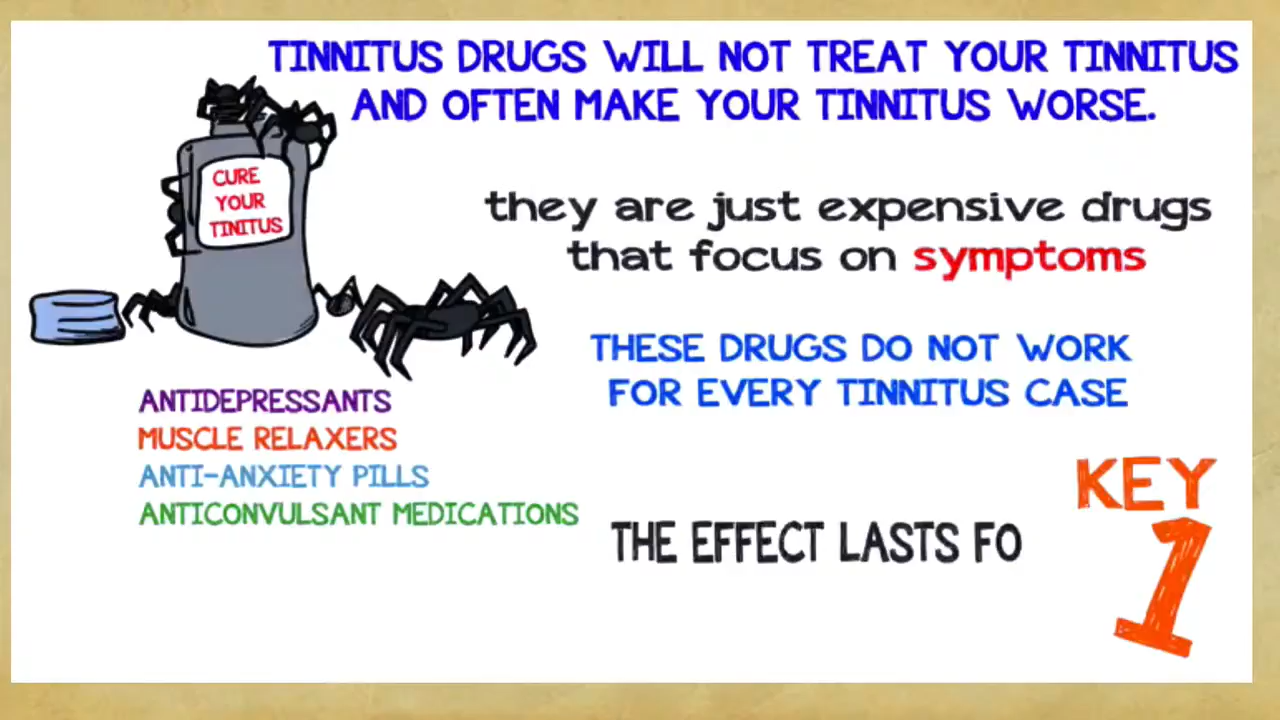 TINNITUS DRUGS WILL NOT TREAT YOUR TINNITUS
AND OFTEN MAKE YOUR TINNITUS WORSE.
CURE
YOUR
TINITUS
they are just expensive drugs
that focus on symptoms
THESE DRUGS DO NOT WORK
FOR EVERY TINNITUS CASE
ANTIDEPRESSANTS
MUSCLE RELAXERS
ANTI-ANXIETY PILLS
ANTICONVULSANT MEDICATIONS
THE EFFECT LASTS FO
KEY
1